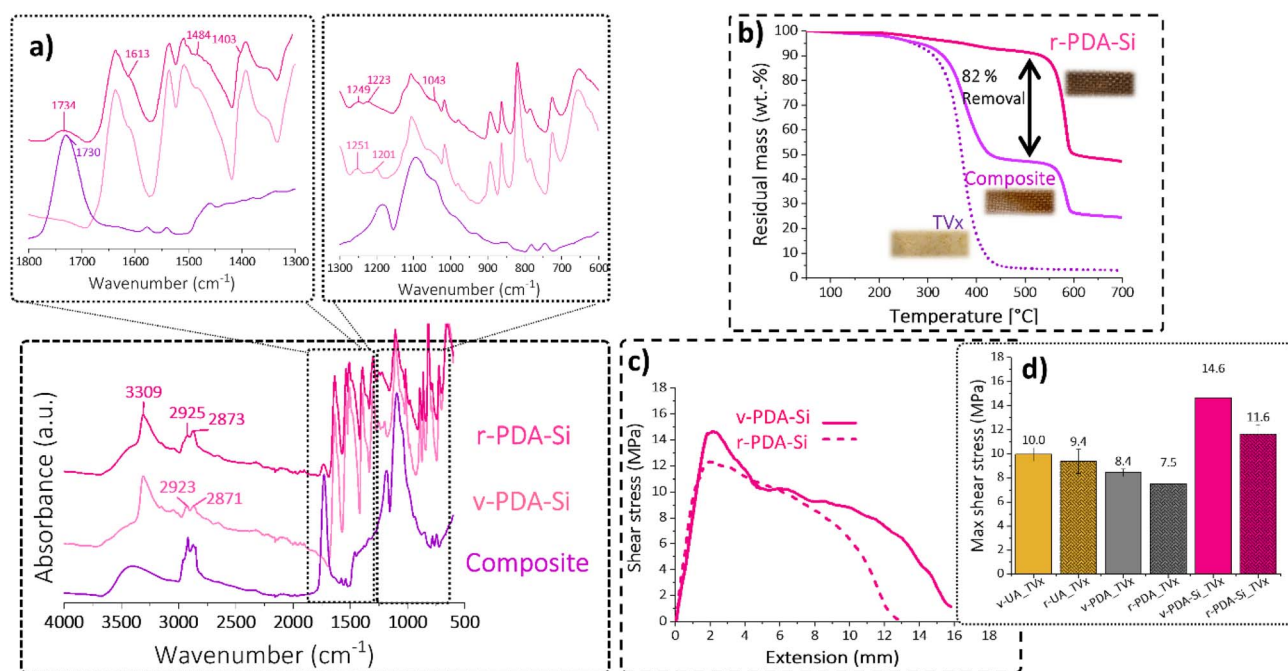 a)
1734
1613
1484
1403
1730
1800 1700 1600 1500 1400 1300
Wavenumber (cm-1)
1249
1223
1043
1251
1201
1300 1200 1100 1000 900 800 700 600
Wavenumber (cm-1)
3309
2925
2873
r-PDA-Si
2923
2871
v-PDA-Si
Composite
Absorbance (a.u.)
4000 3500 3000 2500 2000 1500 1000 500
Wavenumber (cm-1)
b)
r-PDA-Si
82 %
Removal
Composite
TVx
Residual mass (wt.-%)
100
90
80
70
60
50
40
30
20
10
0
100 200 300 400 500 600 700
Temperature [°C]
c)
v-PDA-Si
r-PDA-Si
Shear stress (MPa)
18
16
14
12
10
8
6
4
2
0
0 2 4 6 8 10 12 14 16 18
Extension (mm)
d)
Max shear stress (MPa)
18
16
14
12
10
8
6
4
2
0
10.0
9.4
8.4
7.5
14.6
11.6
v-UA_TVx
r-UA_TVx
v-PDA_TVx
r-PDA_TVx
v-PDA-Si_TVx
r-PDA-Si_TVx